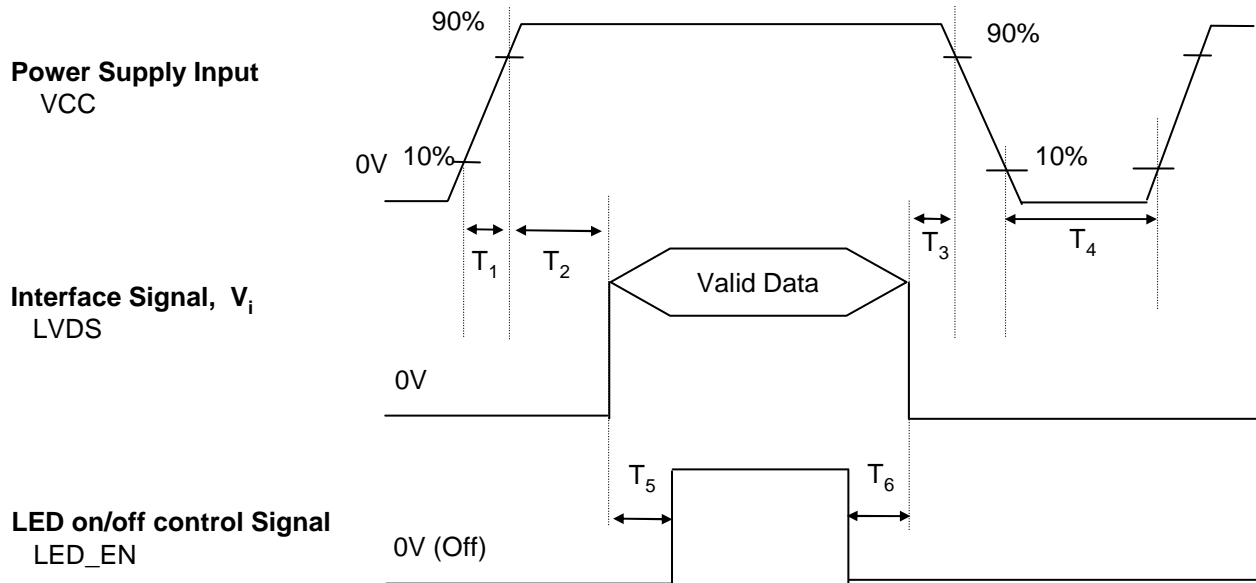 90%
90%
Power Supply Input
VCC
0V
10%
10%
T1
T2
T3
T4
Valid Data
Interface Signal, Vi
LVDS
0V
T5
T6
LED on/off control Signal
LED_EN
0V (Off)